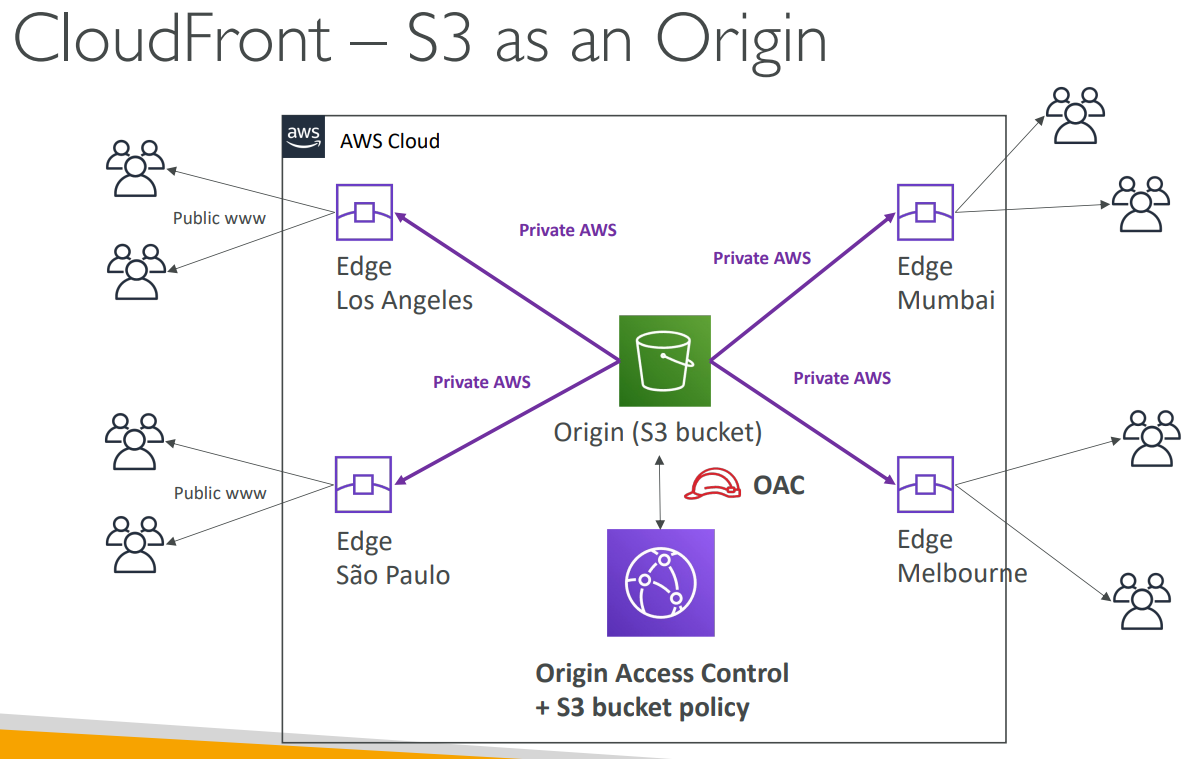 CloudFront – S3 as an Origin
aws
AWS Cloud
Public www
Private AWS
Private AWS
Edge
Los Angeles
Edge
Mumbai
Private AWS
Private AWS
Origin (S3 bucket)
Public www
OAC
Edge
São Paulo
Edge
Melbourne
Origin Access Control
+ S3 bucket policy